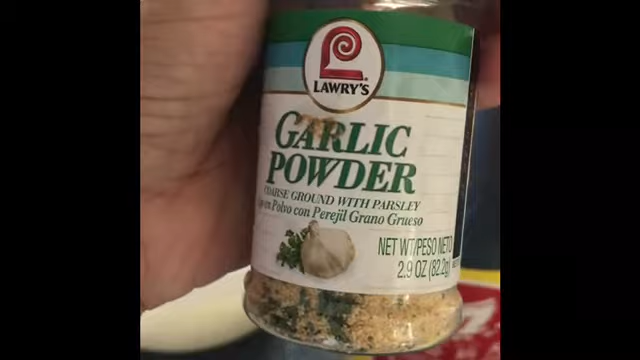 LAWRY'S
GARLIC
POWDER
COARSE GROUND WITH PARSLEY
en Polvo con Perejil Grano Grueso
NET WT/PESO NETO
2.9 OZ (82.2g)